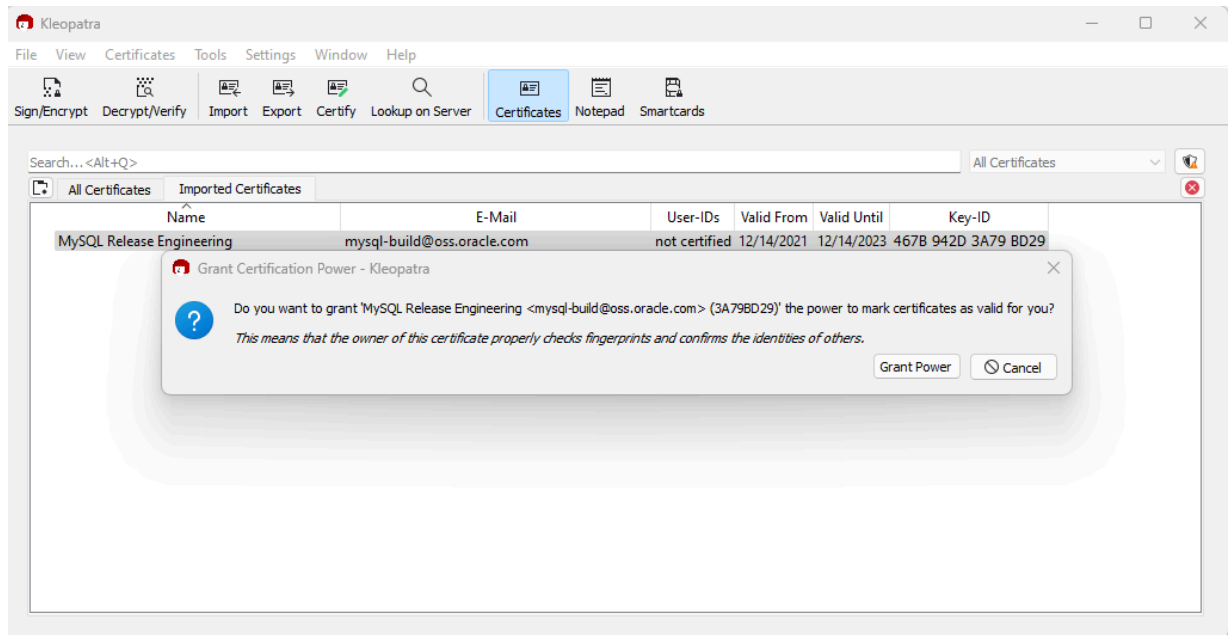 Kleopatra
File View Certificates Tools Settings Window Help
Sign/Encrypt Decrypt/Verify Import Export Certify Lookup on Server Certificates Notepad Smartcards
Search...<Alt+Q> All Certificates
All Certificates Imported Certificates
Name E-Mail User-IDs Valid From Valid Until Key-ID
MySQL Release Engineering mysql-build@oss.oracle.com not certified 12/14/2021 12/14/2023 467B 942D 3A79 BD29
Grant Certification Power - Kleopatra
Do you want to grant 'MySQL Release Engineering <mysql-build@oss.oracle.com> (3A79BD29)' the power to mark certificates as valid for you?
This means that the owner of this certificate properly checks fingerprints and confirms the identities of others.
Grant Power Cancel